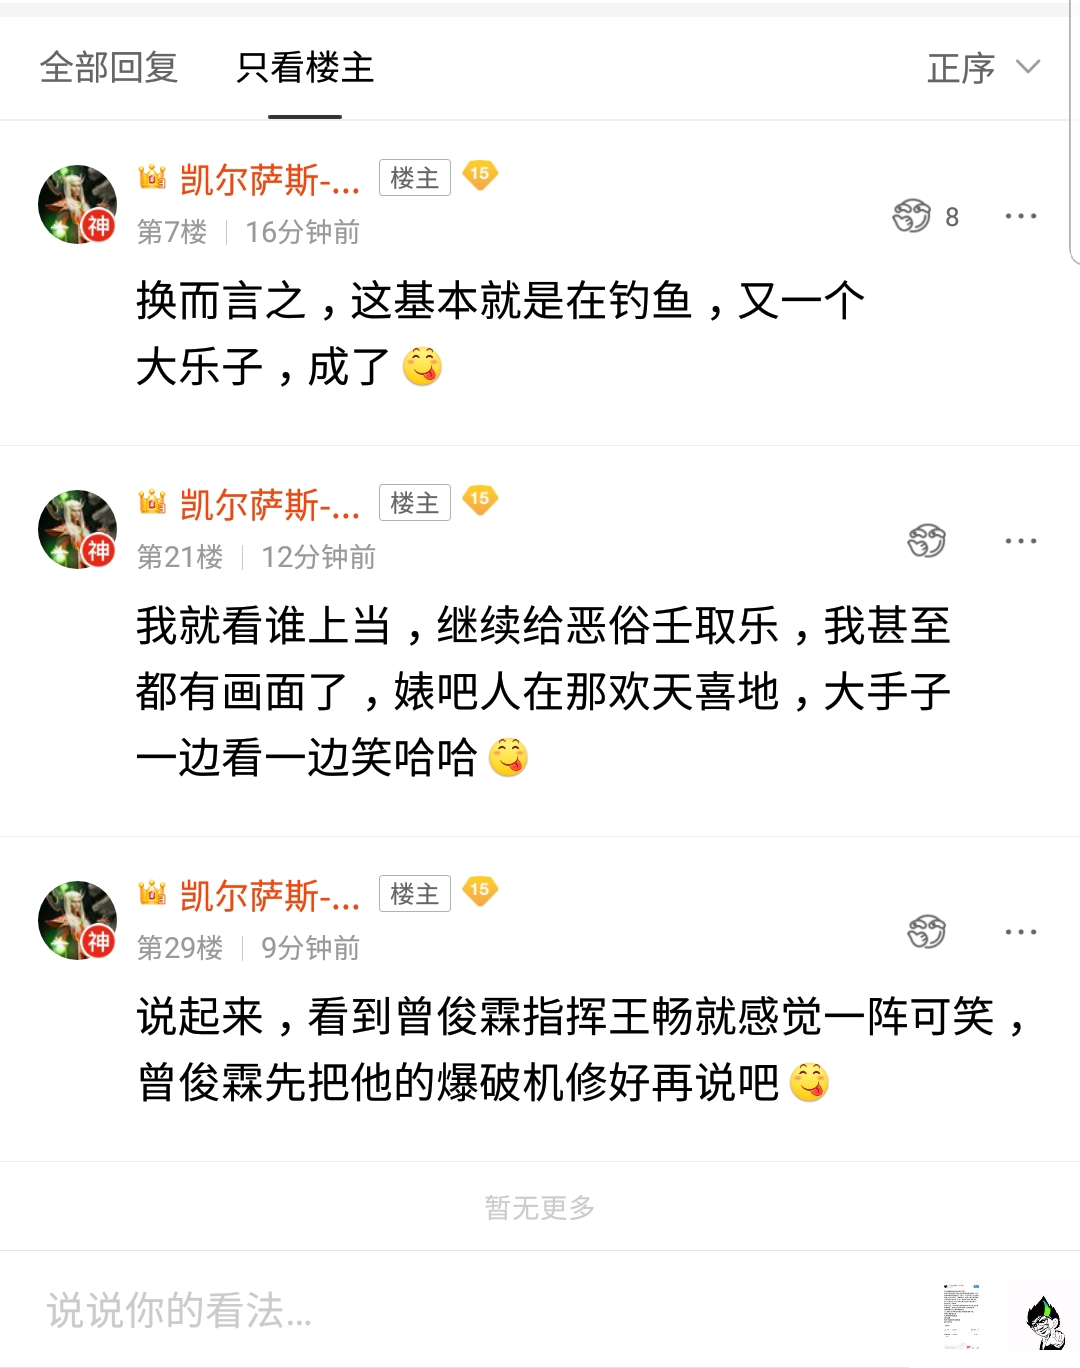 全部回复 只看楼主 正序
凯尔萨斯-... 楼主 15
神
第7楼 16分钟前 8
换而言之，这基本就是在钓鱼，又一个
大乐子，成了
凯尔萨斯-... 楼主 15
神
第21楼 12分钟前
我就看谁上当，继续给恶俗壬取乐，我甚至
都有画面了，婊吧人在那欢天喜地，大手子
一边看一边笑哈哈
凯尔萨斯-... 楼主 15
神
第29楼 9分钟前
说起来，看到曾俊霖指挥王畅就感觉一阵可笑，
曾俊霖先把他的爆破机修好再说吧
暂无更多
说说你的看法...